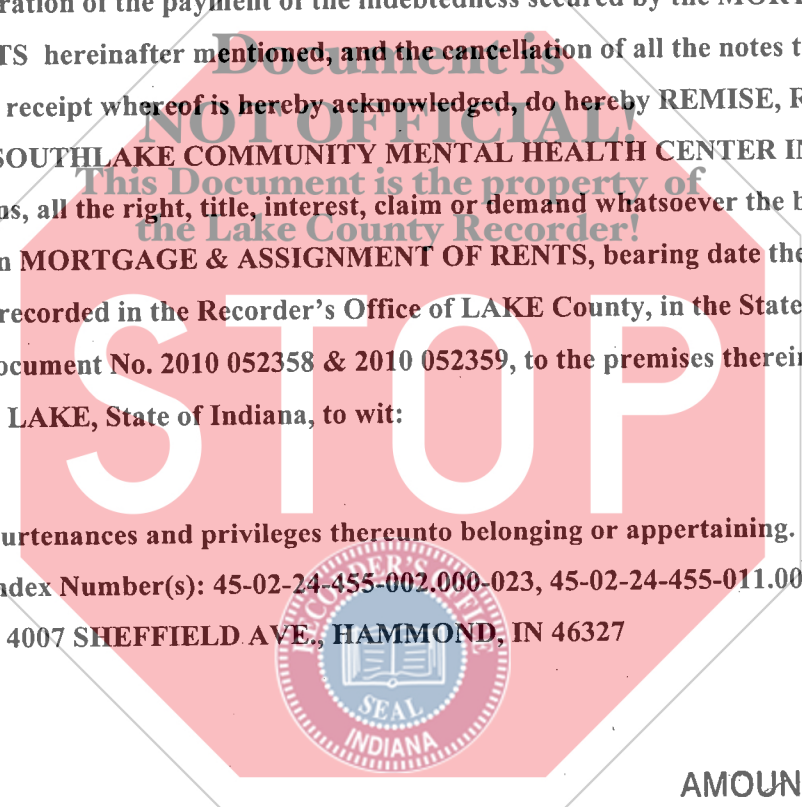 ration of the payment of the indebtedness secured by the MORT
TS hereinafter mentioned, and the cancellation of all the notes t
Document is
receipt whereof is hereby acknowledged, do hereby REMISE, R
NOT OFFICIAL!
SOUTHLAKE COMMUNITY MENTAL HEALTH CENTER IN
This Document is the property of
ns, all the right, title, interest, claim or demand whatsoever the b
the Lake County Recorder!
n MORTGAGE & ASSIGNMENT OF RENTS, bearing date the
recorded in the Recorder's Office of LAKE County, in the State
ocument No. 2010 052358 & 2010 052359, to the premises therein
LAKE, State of Indiana, to wit:
STOP
urtenances and privileges thereunto belonging or appertaining.
ndex Number(s): 45-02-24-455-002.000-023, 45-02-24-455-011.00
4007 SHEFFIELD AVE., HAMMOND, IN 46327
RECORDER'S OFFICE
SEAL
INDIANA
AMOUN